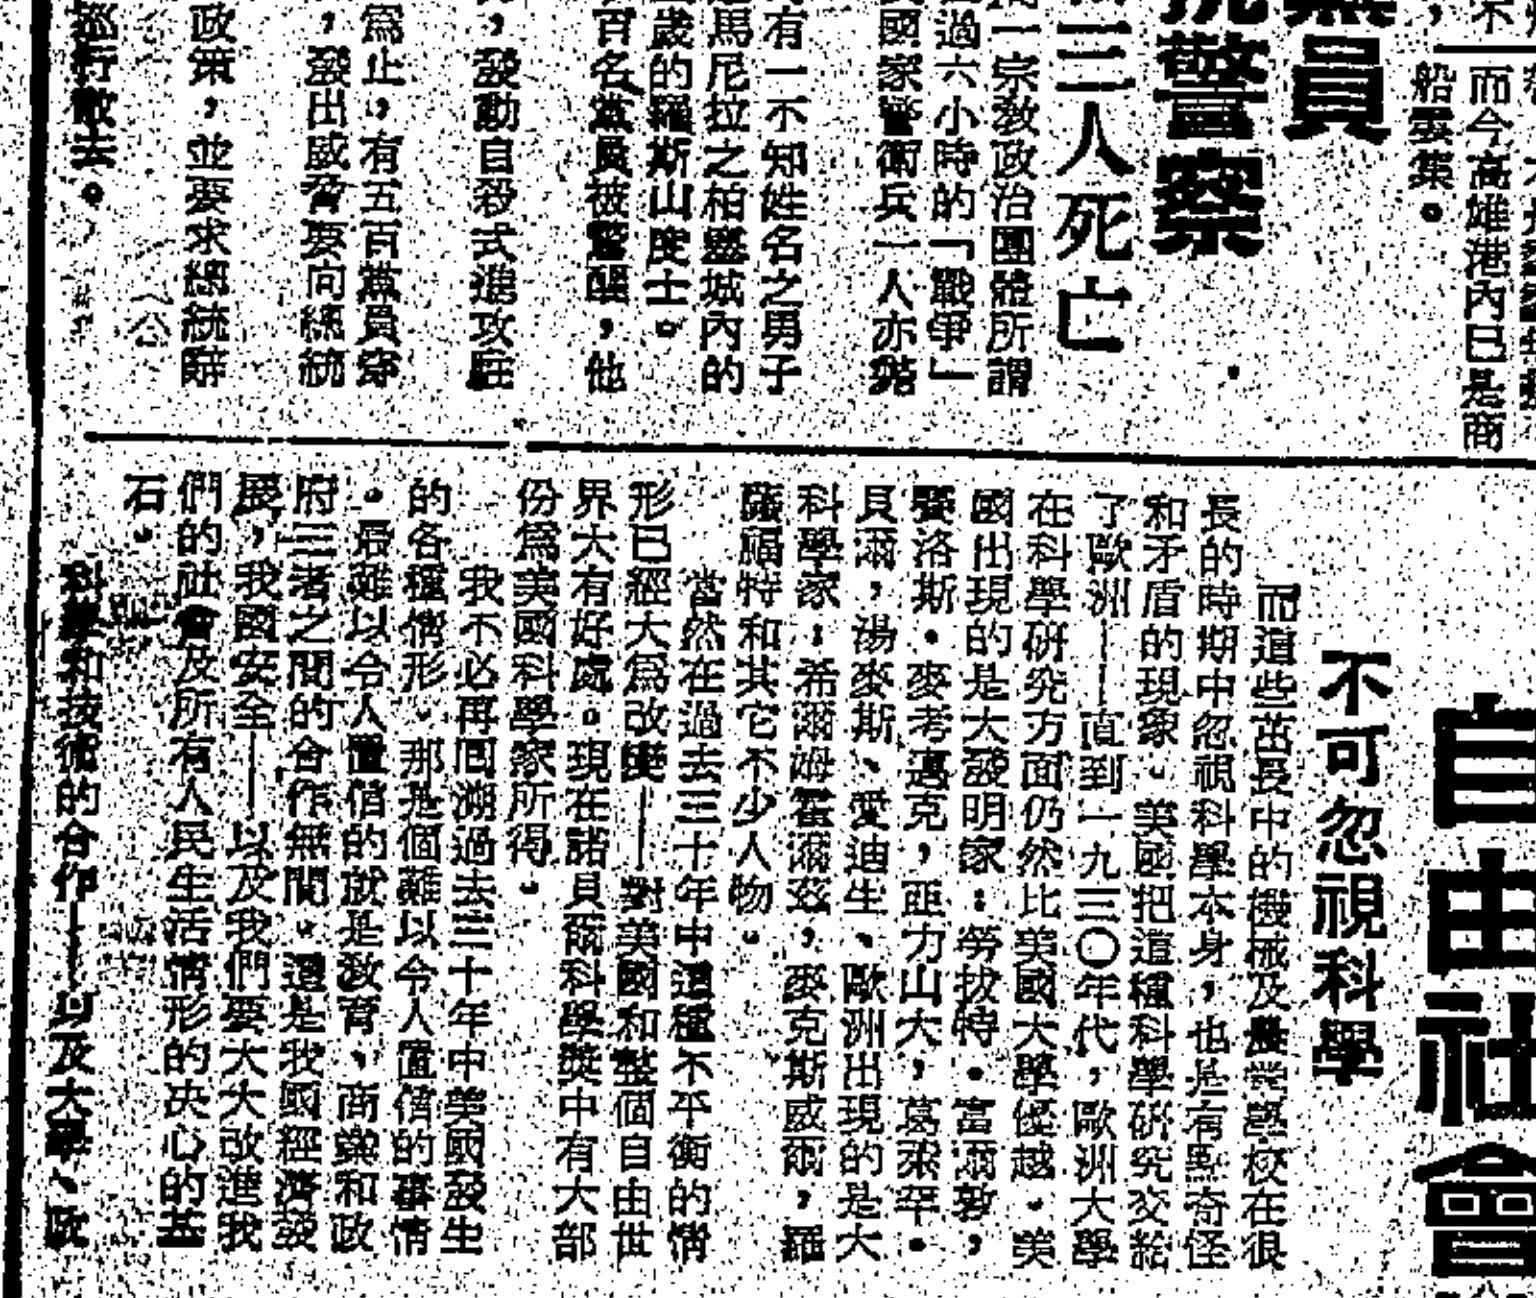 而今高雄港內已是商
船雲集。
黨員
警察
三人死亡
一宗教政治團體所謂
過六小時的「戰爭」
國家警衛兵一人亦告
有一不知姓名之男子
馬尼拉之柏盛城內的
歲的羅斯山度士。
百名黨員被驚醒,他
,發動自殺式進攻駐
為止,有五百黨員穿
,發出威脅要向總統
政策,並要求總統辭
巡行散去。
自由社會
不可忽視科學
而這些茁長中的機械及農業學校在很
長的時期中忽視科學本身,也是有點奇怪
和矛盾的現象。美國把這種科學研究交給
了歐洲——直到一九三〇年代,歐洲大學
在科學研究方面仍然比美國大學優越。美
國出現的是大發明家:勞拔特·富爾敦,
賽洛斯·麥考邁克,亞力山大·葛家罕·
貝爾,湯麥斯、愛迪生、歐洲出現的是大
科學家:希爾姆霍爾茲,麥克斯威爾,羅
薩福特和其它不少人物。
當然在過去三十年中這種不平衡的情
形已經大為改變——對美國和整個自由世
界大有好處。現在諾貝爾科學獎中有大部
份為美國科學家所得。
我不必再回溯過去三十年中美國發生
的各種情形。那是個難以令人置信的事情
。最難以令人置信的就是教育、商業和政
府三者之間的合作無間。還是我國經濟發
展,我國安全——以及我們要大大改進我
們的社會及所有人民生活情形的決心的基
石。
科學和技術的合作——以及大學、政